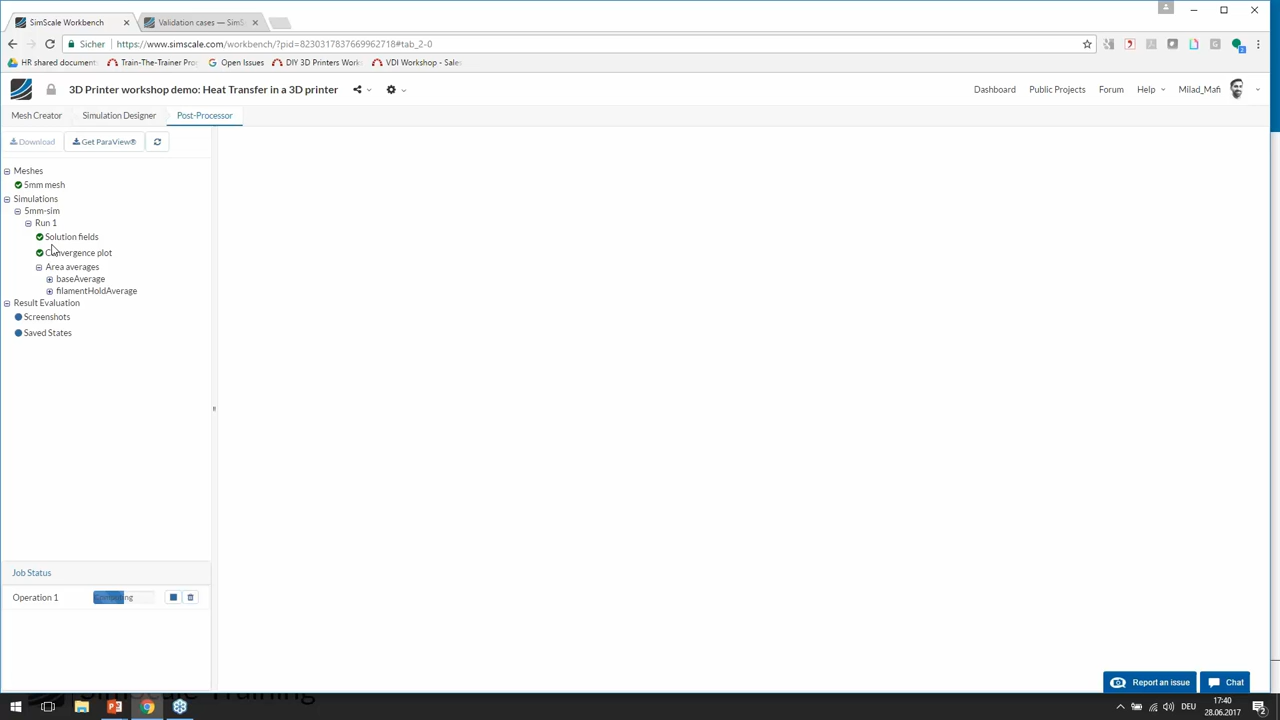 SimScale Workbench
Validation cases — SimS
Sicher https://www.simscale.com/workbench/?pid=8230317837669962718#tab_2-0
HR shared document
Train-The-Trainer Pro
Open Issues
DIY 3D Printers Work
VDI Workshop - Sales
3D Printer workshop demo: Heat Transfer in a 3D printer
Dashboard Public Projects Forum Help Milad_Mafi
Mesh Creator Simulation Designer Post-Processor
Download Get ParaView®
Meshes
5mm mesh
Simulations
5mm-sim
Run 1
Solution fields
Convergence plot
Area averages
baseAverage
filamentHoldAverage
Result Evaluation
Screenshots
Saved States
Job Status
Operation 1
Report an issue Chat
SimScale Training
DEU
17:40
28.06.2017
2